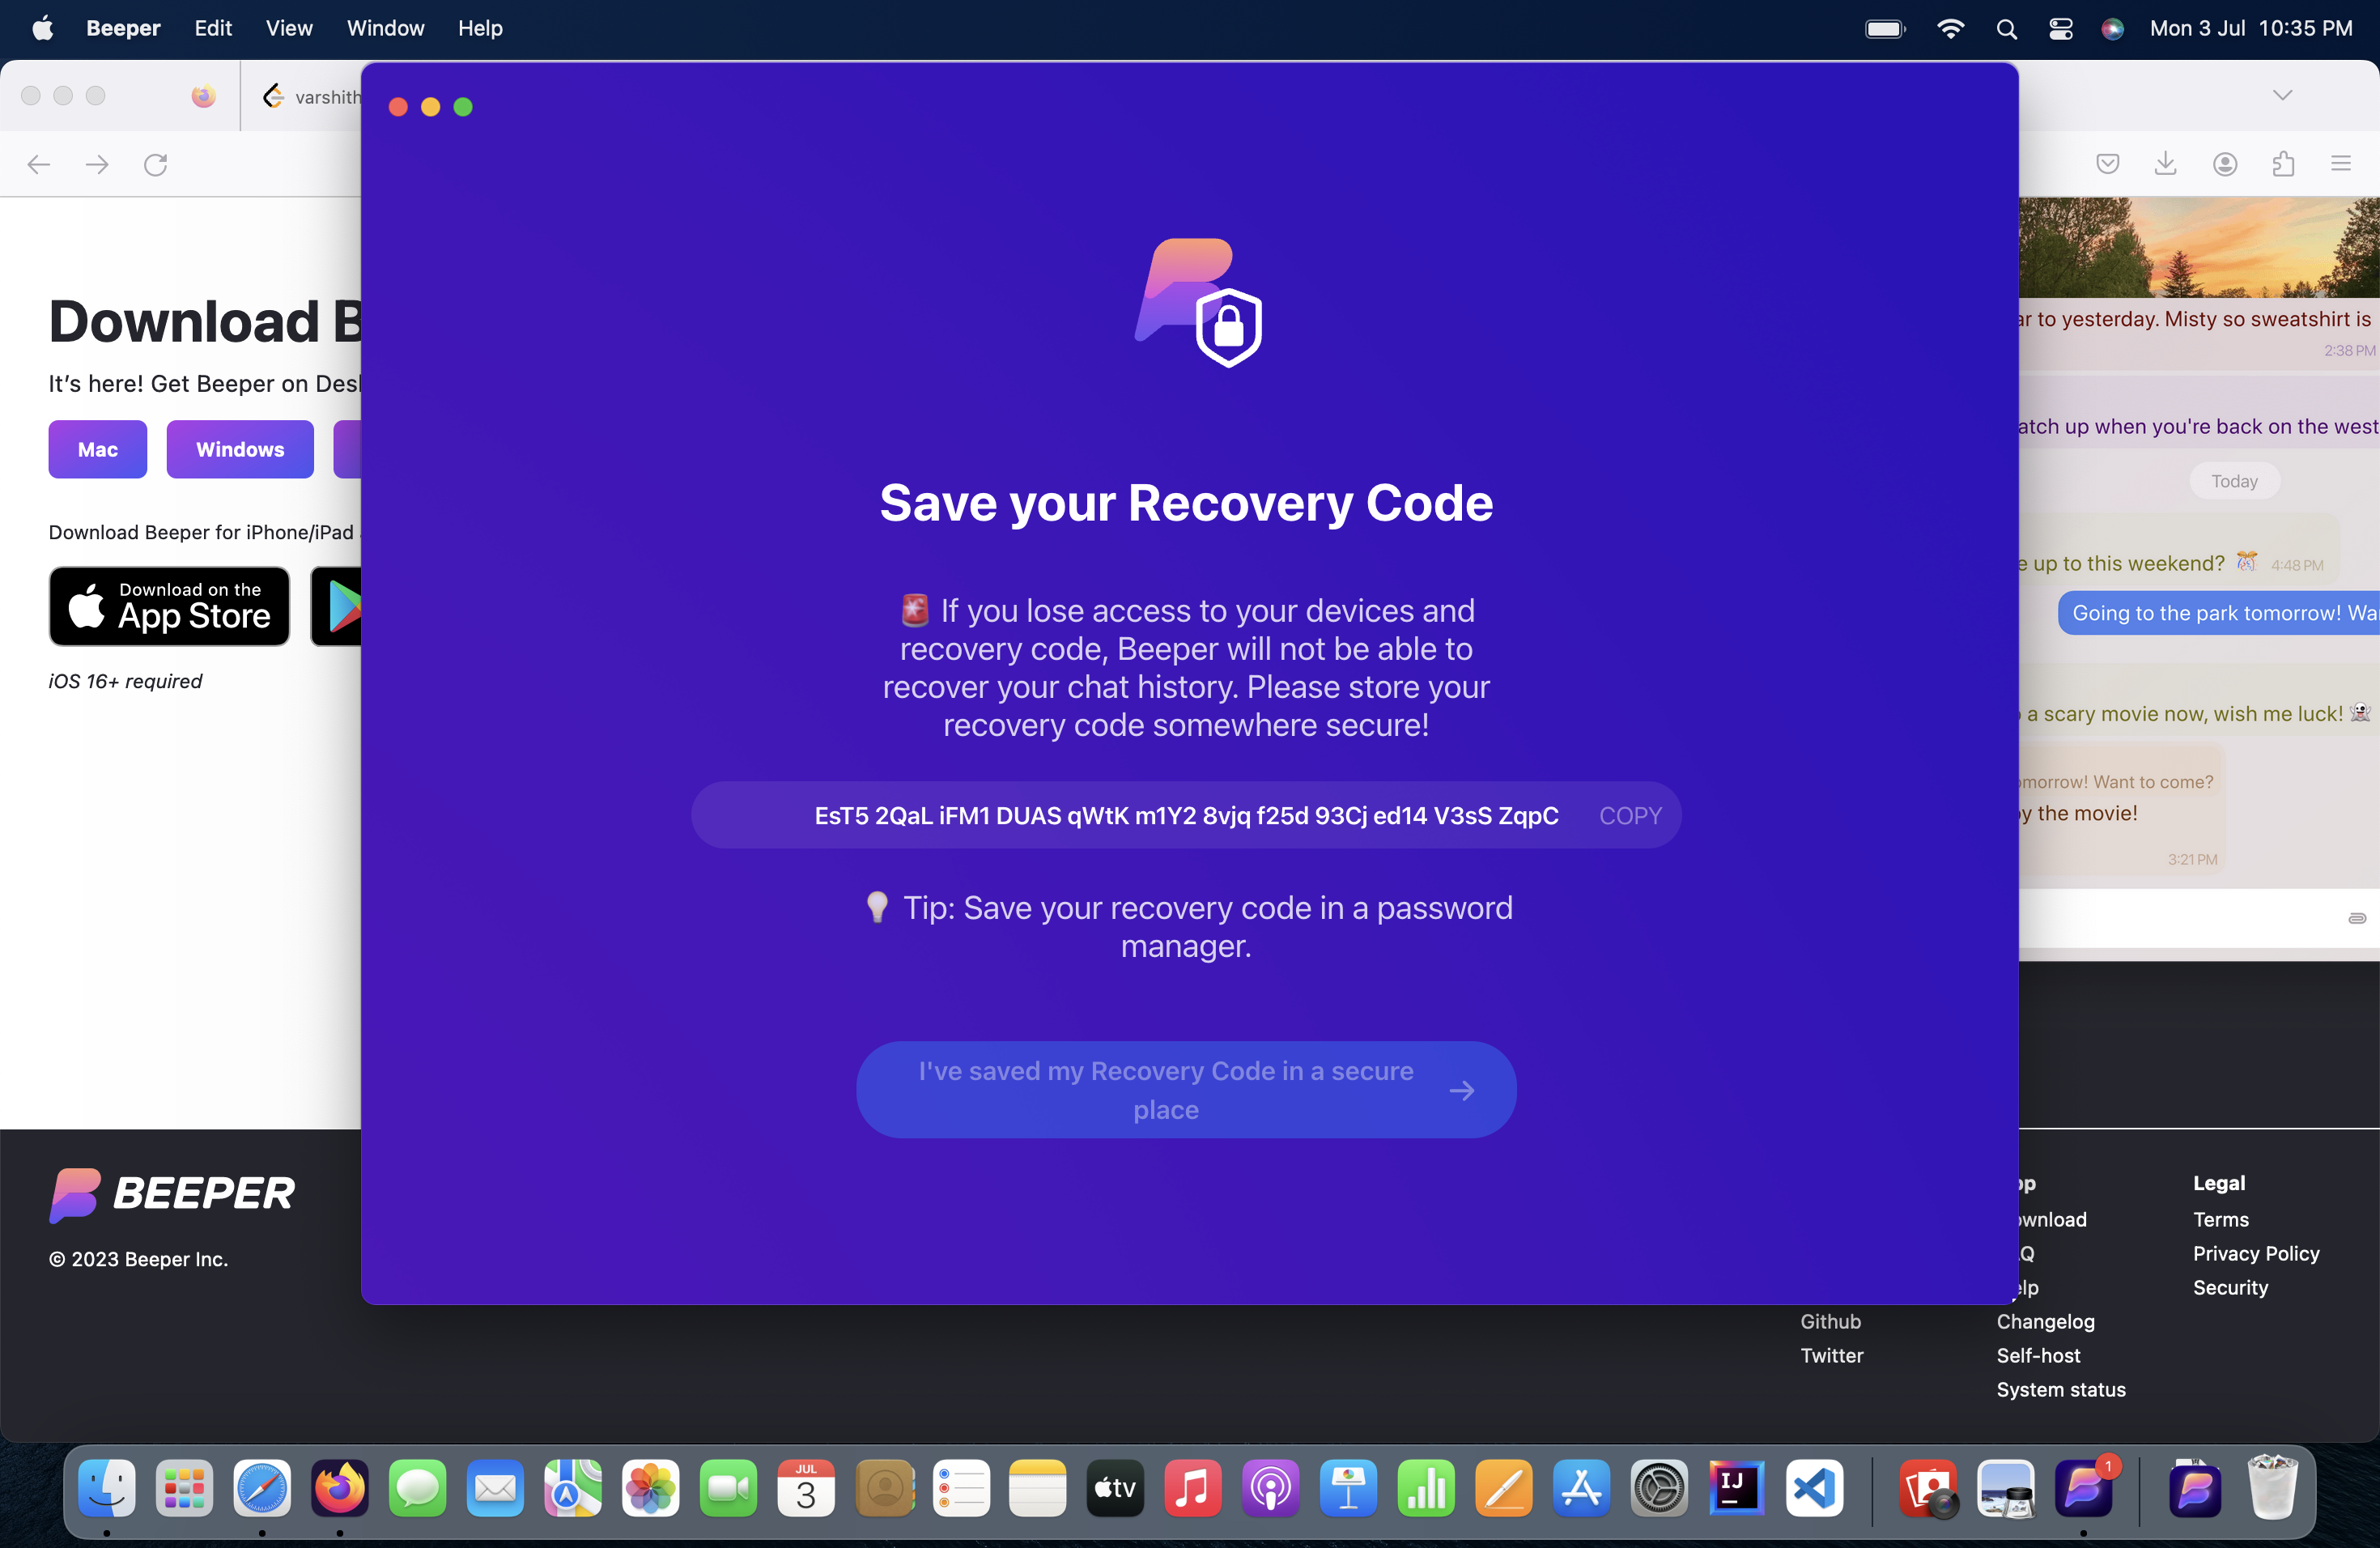 Beeper Edit View Window Help Mon 3 Jul 10:35 PM
varshith
Download B
It's here! Get Beeper on Desk
Mac Windows
Download Beeper for iPhone/iPad
Download on the
App Store
iOS 16+ required
Save your Recovery Code
🚨 If you lose access to your devices and
recovery code, Beeper will not be able to
recover your chat history. Please store your
recovery code somewhere secure!
EsT5 2QaL iFM1 DUAS qWtK m1Y2 8vjq f25d 93Cj ed14 V3sS ZqpC COPY
💡 Tip: Save your recovery code in a password
manager.
I've saved my Recovery Code in a secure
place
ar to yesterday. Misty so sweatshirt is
2:38 PM
atch up when you're back on the west
Today
e up to this weekend? 🎊 4:48 PM
Going to the park tomorrow! Wa
a scary movie now, wish me luck! 👻
omorrow! Want to come?
y the movie!
3:21 PM
BEEPER
© 2023 Beeper Inc.
Github
Twitter
pp
ownload
Q
elp
Changelog
Self-host
System status
Legal
Terms
Privacy Policy
Security
JUL
3
tv
IJ
1